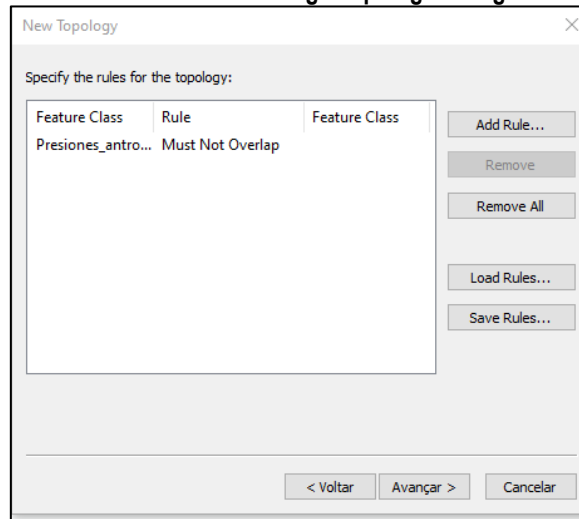 New Topology
Specify the rules for the topology:
Feature Class Rule Feature Class
Presiones_antro... Must Not Overlap
Add Rule...
Remove
Remove All
Load Rules...
Save Rules...
< Voltar Avançar > Cancelar